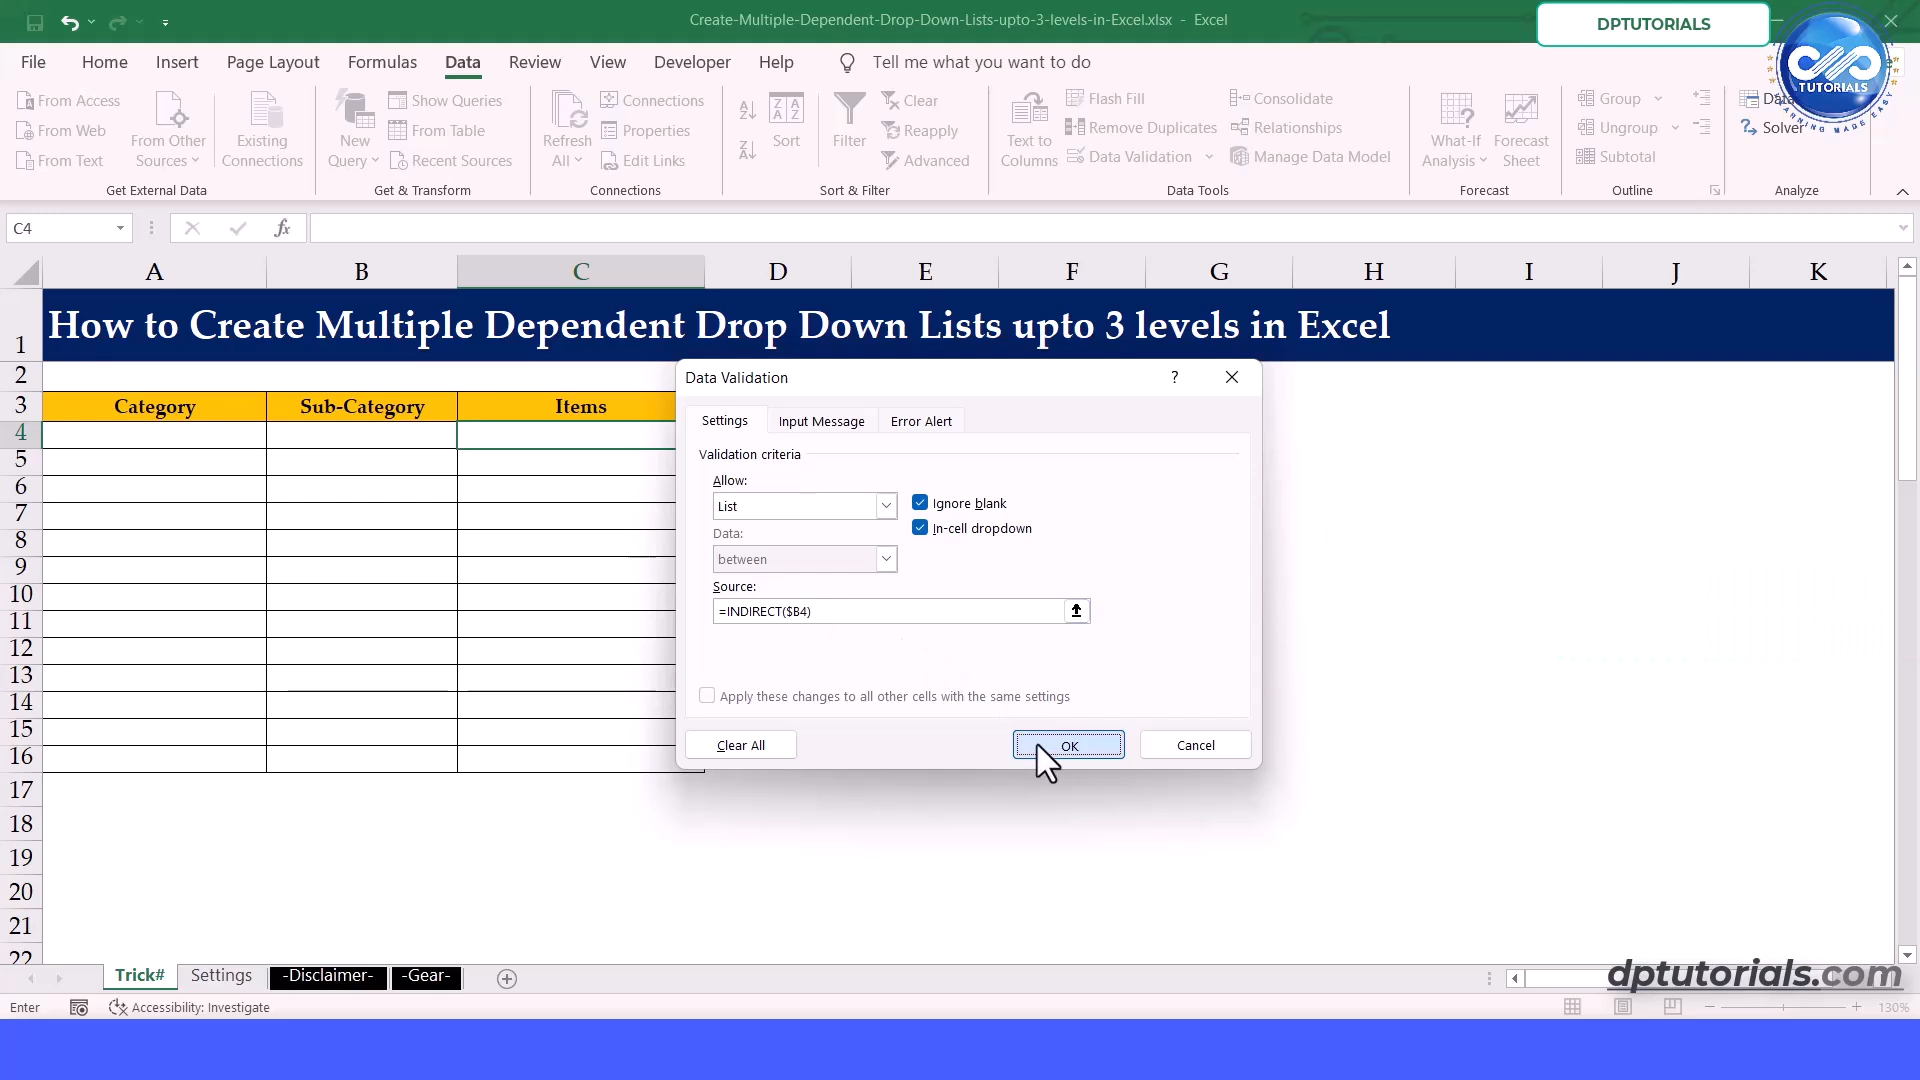 Create-Multiple-Dependent-Drop-Down-Lists-upto-3-levels-in-Excel.xlsx - Excel
DPTUTORIALS
File Home Insert Page Layout Formulas Data Review View Developer Help Tell me what you want to do
TUTORIALS
LEARNING MADE EASY
From Access
From Web
From Text
From Other Sources
Existing Connections
Get External Data
New Query
Show Queries
From Table
Recent Sources
Get & Transform
Refresh All
Connections
Properties
Edit Links
Connections
Sort
Filter
Clear
Reapply
Advanced
Sort & Filter
Text to Columns
Flash Fill
Remove Duplicates
Data Validation
Consolidate
Relationships
Manage Data Model
Data Tools
What-If Analysis
Forecast Sheet
Forecast
Group
Ungroup
Subtotal
Outline
Solver
Analyze
C4
fx
A B C D E F G H I J K
1 How to Create Multiple Dependent Drop Down Lists upto 3 levels in Excel
2
3 Category Sub-Category Items
4
5
6
7
8
9
10
11
12
13
14
15
16
17
18
19
20
21
22
Data Validation ?
Settings Input Message Error Alert
Validation criteria
Allow:
List
Ignore blank
In-cell dropdown
Data:
between
Source:
=INDIRECT($B4)
Apply these changes to all other cells with the same settings
Clear All OK Cancel
Trick# Settings -Disclaimer- -Gear-
dptutorials.com
Enter Accessibility: Investigate 130%